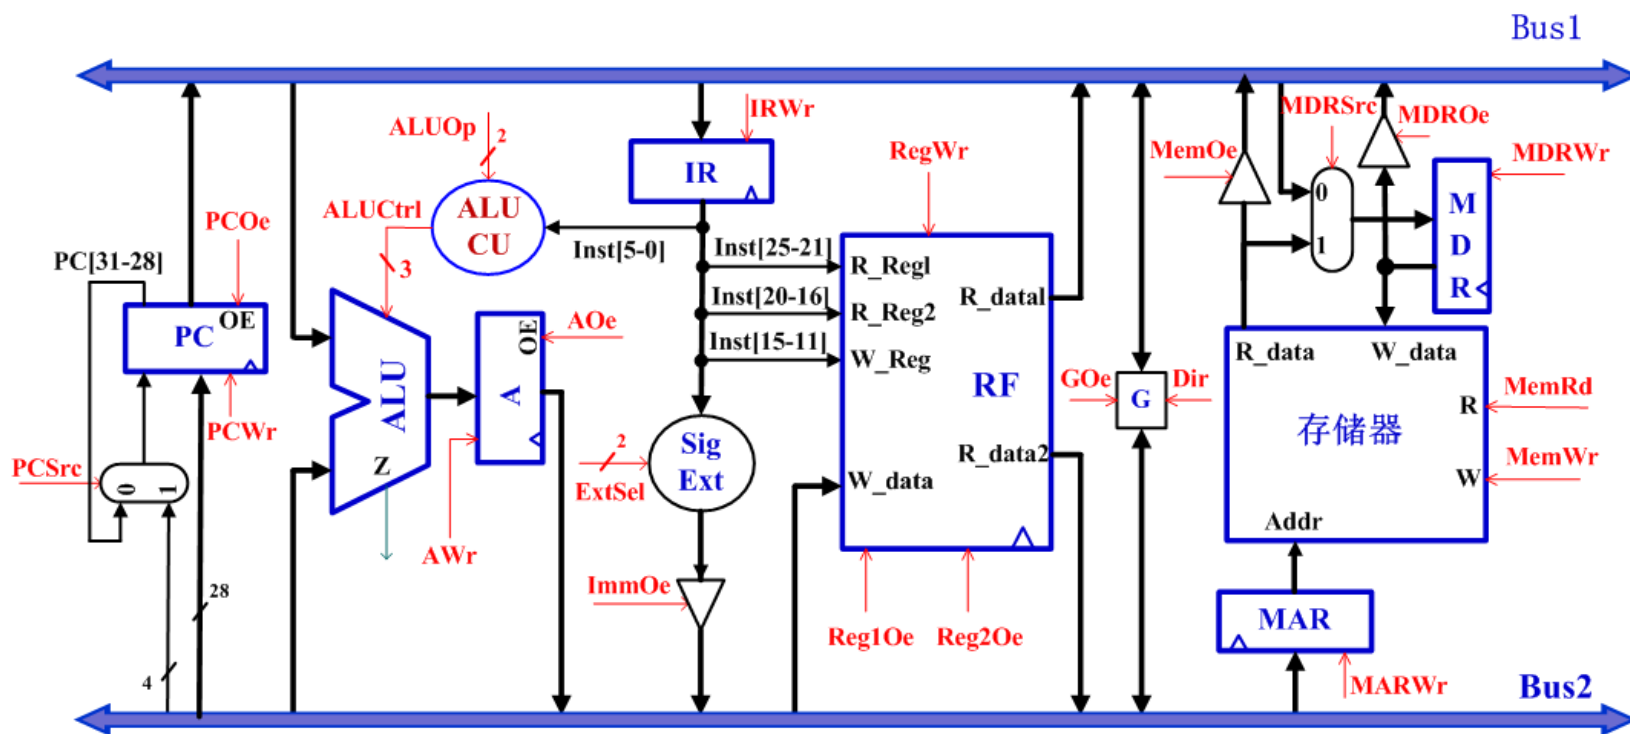 Bus1
ALUOp
2
IRWr
MDRSrc
MDROe
MemOe
MDRWr
RegWr
IR
PCOe
ALUCtrl
ALU
CU
3
Inst[5-0]
PC[31-28]
OE
PC
PCWr
PCSrc
0
1
4
28
ALU
Z
OE
A
AOe
AWr
Inst[25-21]
Inst[20-16]
Inst[15-11]
R_Reg1
R_Reg2
W_Reg
W_data
R_data1
R_data2
RF
Sig
Ext
2
ExtSel
ImmOe
Reg1Oe
Reg2Oe
GOe
G
Dir
0
1
M
D
R
R_data
W_data
存储器
R
W
Addr
MemRd
MemWr
MAR
MARWr
Bus2